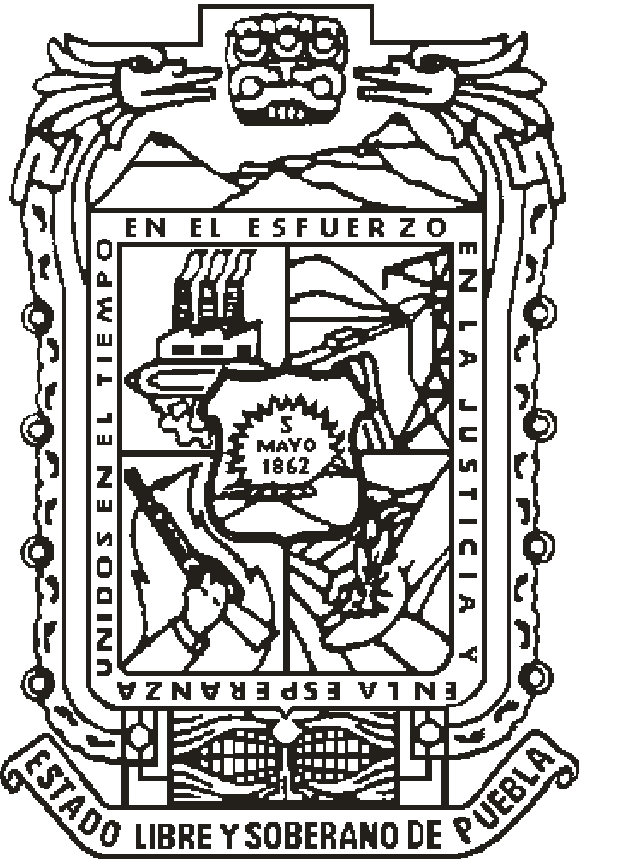 EN EL ESFUERZO
EN LA JUSTICIA Y
EN LA ESPERANZA
UNIDOS EN EL TIEMPO
5
MAYO
1862
ESTADO LIBRE Y SOBERANO DE PUEBLA